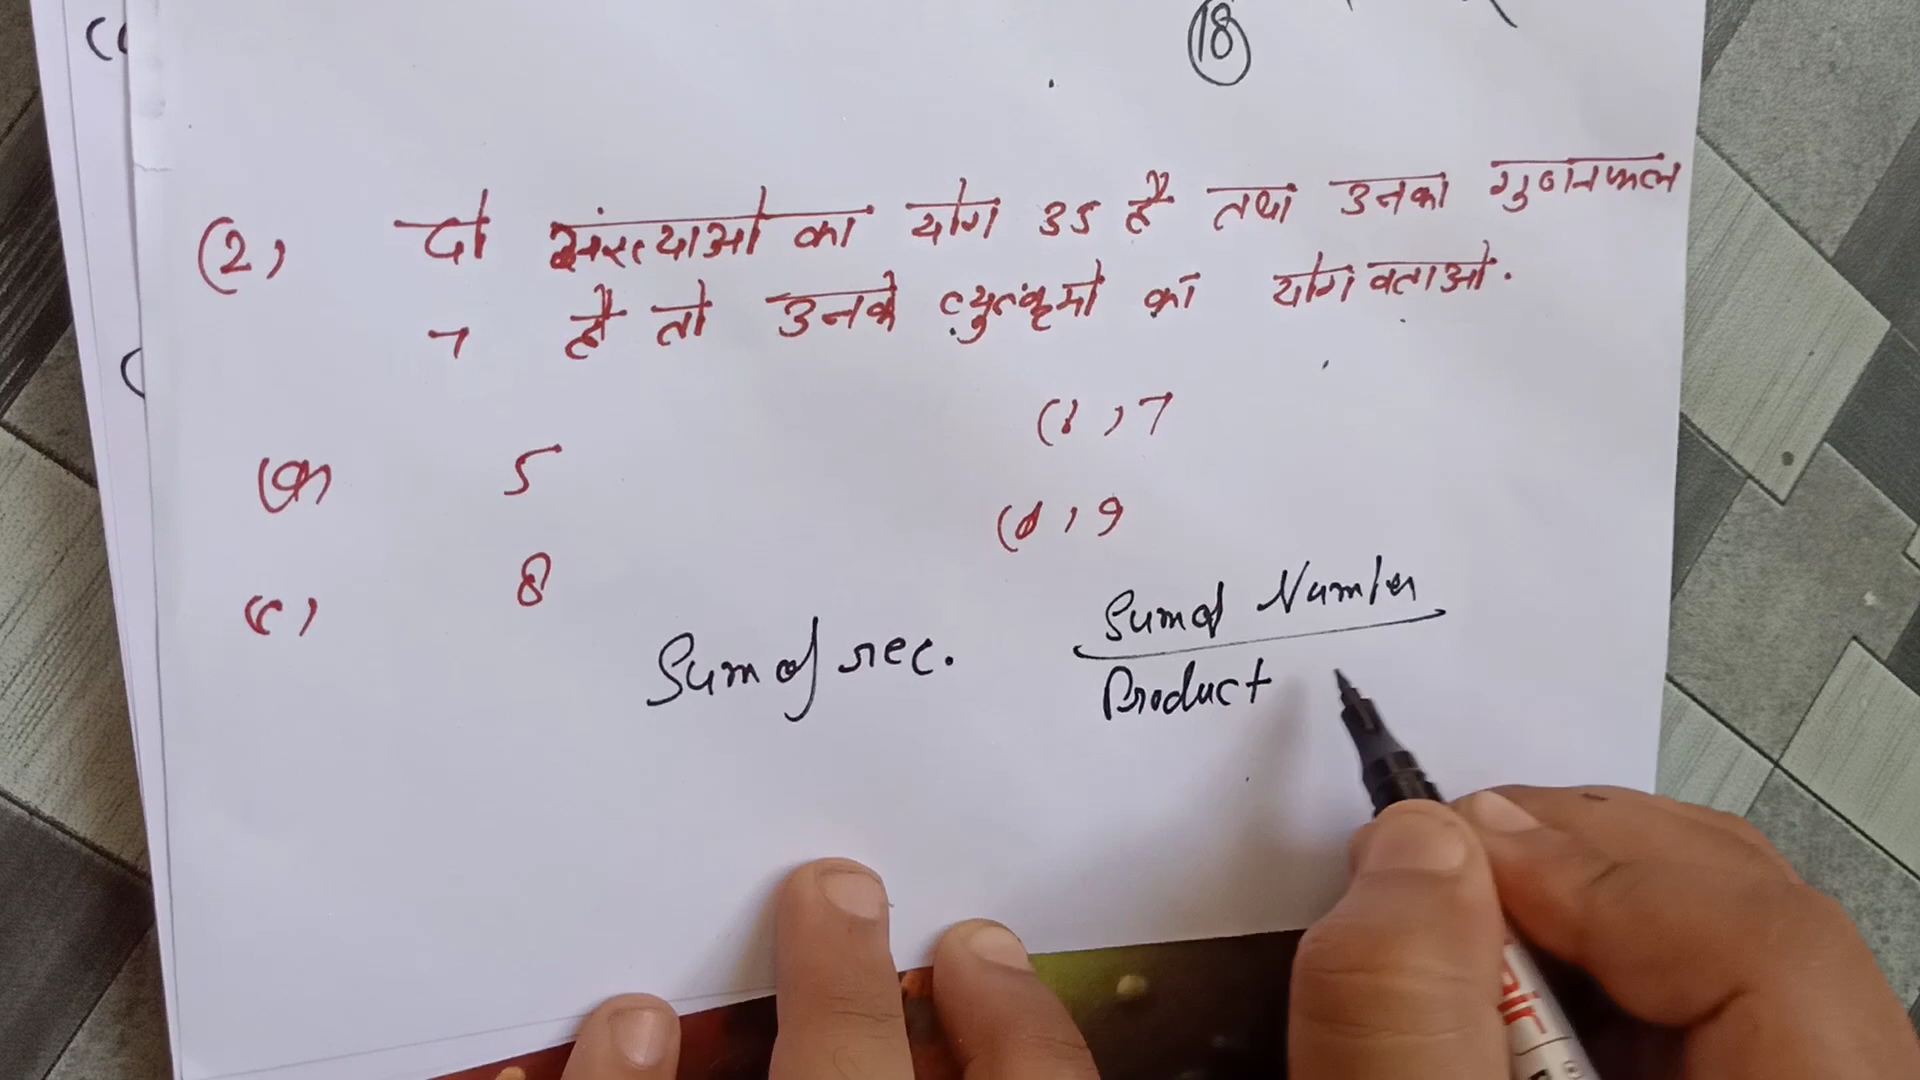 (18)
(2) दो संख्याओ का योग 35 है तथा उनका गुणनफल
7 है तो उनके व्युत्क्रमो का योग बताओ.
(b) 7
(a) 5
(d) 9
(c) 8
Sum of Number
Sum of rec.
Product